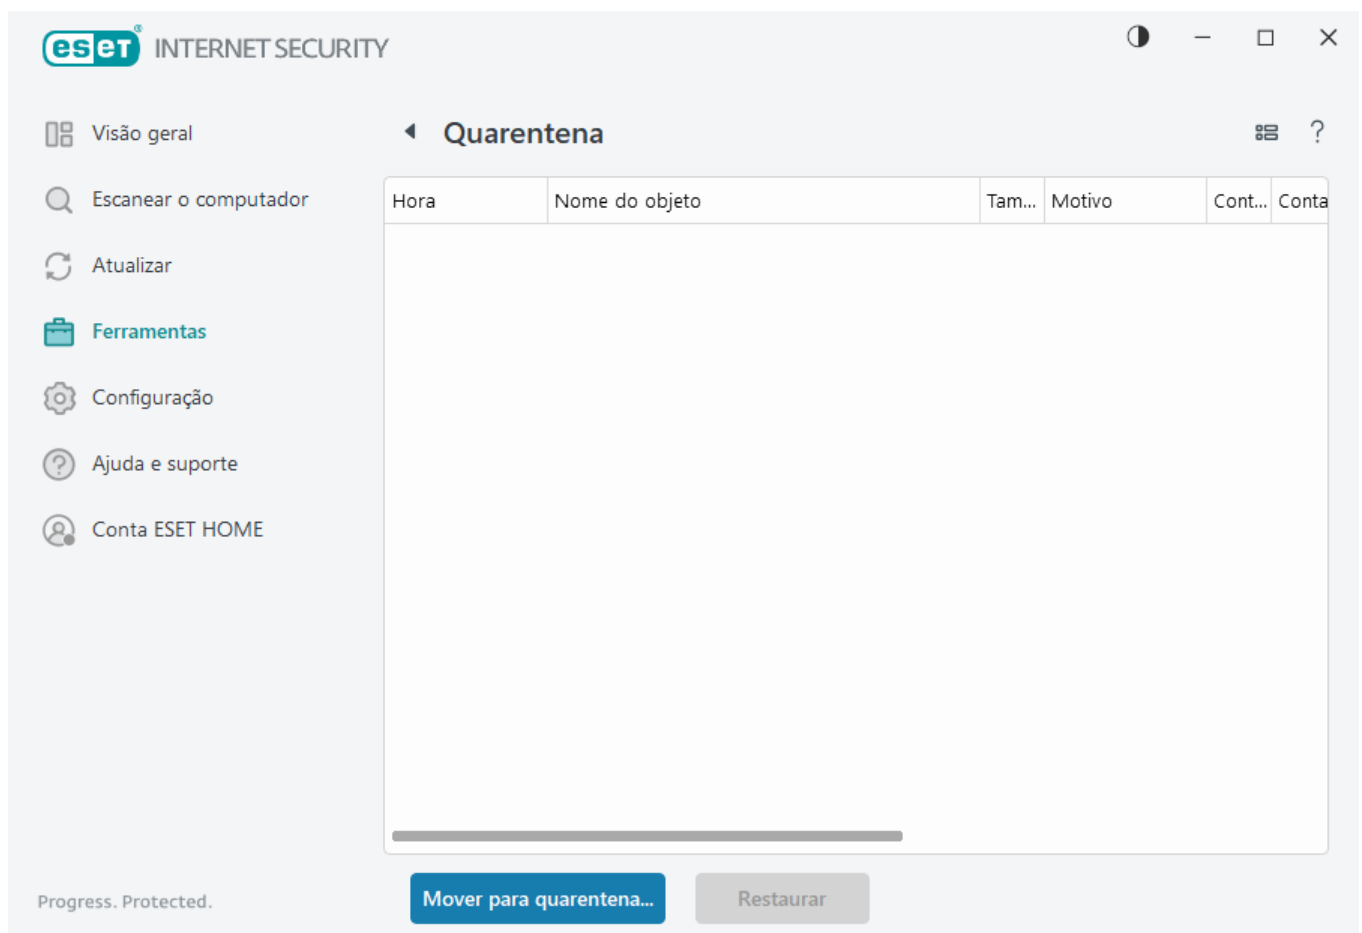 eset® INTERNET SECURITY
Visão geral
Escanear o computador
Atualizar
Ferramentas
Configuração
Ajuda e suporte
Conta ESET HOME
Progress. Protected.
Quarentena
?
Hora Nome do objeto Tam... Motivo Cont... Conta
Mover para quarentena... Restaurar